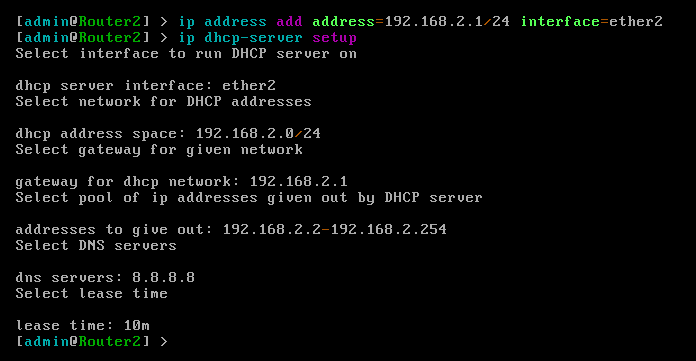 [admin@Router2] > ip address add address=192.168.2.1/24 interface=ether2
[admin@Router2] > ip dhcp-server setup
Select interface to run DHCP server on
dhcp server interface: ether2
Select network for DHCP addresses
dhcp address space: 192.168.2.0/24
Select gateway for given network
gateway for dhcp network: 192.168.2.1
Select pool of ip addresses given out by DHCP server
addresses to give out: 192.168.2.2-192.168.2.254
Select DNS servers
dns servers: 8.8.8.8
Select lease time
lease time: 10m
[admin@Router2] >